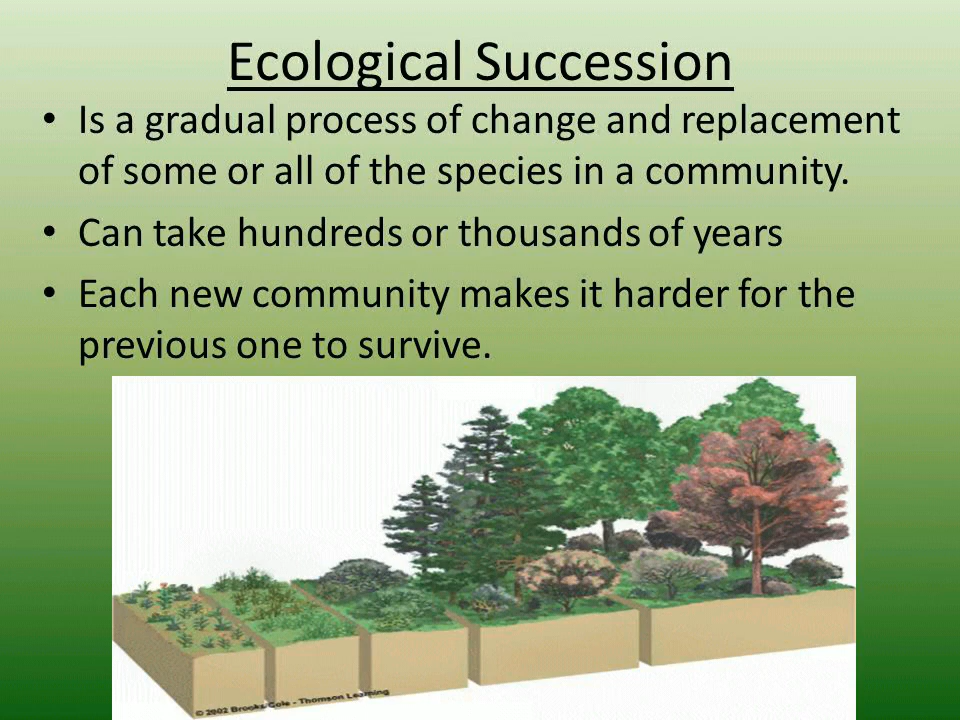 Ecological Succession
• Is a gradual process of change and replacement
of some or all of the species in a community.
• Can take hundreds or thousands of years
• Each new community makes it harder for the
previous one to survive.
© 2002 Brooks/Cole - Thomson Learning